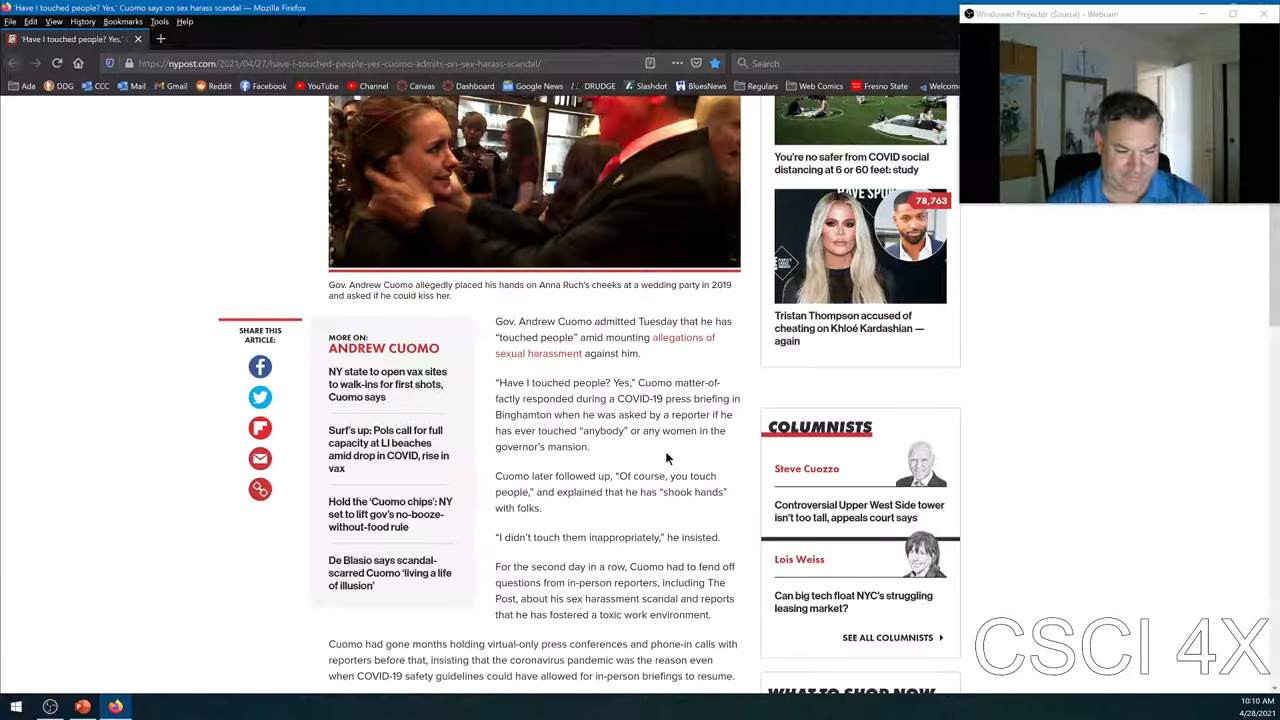 'Have I touched people? Yes,' Cuomo says on sex harass scandal — Mozilla Firefox
File Edit View History Bookmarks Tools Help
Windowed Projector (Source) - Webcam
'Have I touched people? Yes,'
https://nypost.com/2021/04/27/have-i-touched-people-yes-cuomo-admits-on-sex-harass-scandal/
Search
Ada DDG CCC Mail Gmail Reddit Facebook YouTube Channel Canvas Dashboard Google News DRUDGE Slashdot BluesNews Regulars Web Comics Fresno State Welcome
Gov. Andrew Cuomo allegedly placed his hands on Anna Ruch's cheeks at a wedding party in 2019
and asked if he could kiss her.
SHARE THIS
ARTICLE:
MORE ON:
ANDREW CUOMO
NY state to open vax sites
to walk-ins for first shots,
Cuomo says
Surf's up: Pols call for full
capacity at LI beaches
amid drop in COVID, rise in
vax
Hold the 'Cuomo chips': NY
set to lift gov's no-booze-
without-food rule
De Blasio says scandal-
scarred Cuomo 'living a life
of illusion'
Gov. Andrew Cuomo admitted Tuesday that he has
“touched people” amid mounting allegations of
sexual harassment against him.
“Have I touched people? Yes,” Cuomo matter-of-
factly responded during a COVID-19 press briefing in
Binghamton when he was asked by a reporter if he
has ever touched “anybody” or any women in the
governor's mansion.
Cuomo later followed up, “Of course, you touch
people,” and explained that he has “shook hands”
with folks.
“I didn't touch them inappropriately,” he insisted.
For the second day in a row, Cuomo had to fend off
questions from in-person reporters, including The
Post, about his sex harassment scandal and reports
that he has fostered a toxic work environment.
Cuomo had gone months holding virtual-only press conferences and phone-in calls with
reporters before that, insisting that the coronavirus pandemic was the reason even
when COVID-19 safety guidelines could have allowed for in-person briefings to resume.
You're no safer from COVID social
distancing at 6 or 60 feet: study
HAVE SPO
78,763
Tristan Thompson accused of
cheating on Khloé Kardashian —
again
COLUMNISTS
Steve Cuozzo
Controversial Upper West Side tower
isn't too tall, appeals court says
Lois Weiss
Can big tech float NYC's struggling
leasing market?
SEE ALL COLUMNISTS
WHAT TO SHOP NOW
CSCI 4X
10:10 AM
4/28/2021